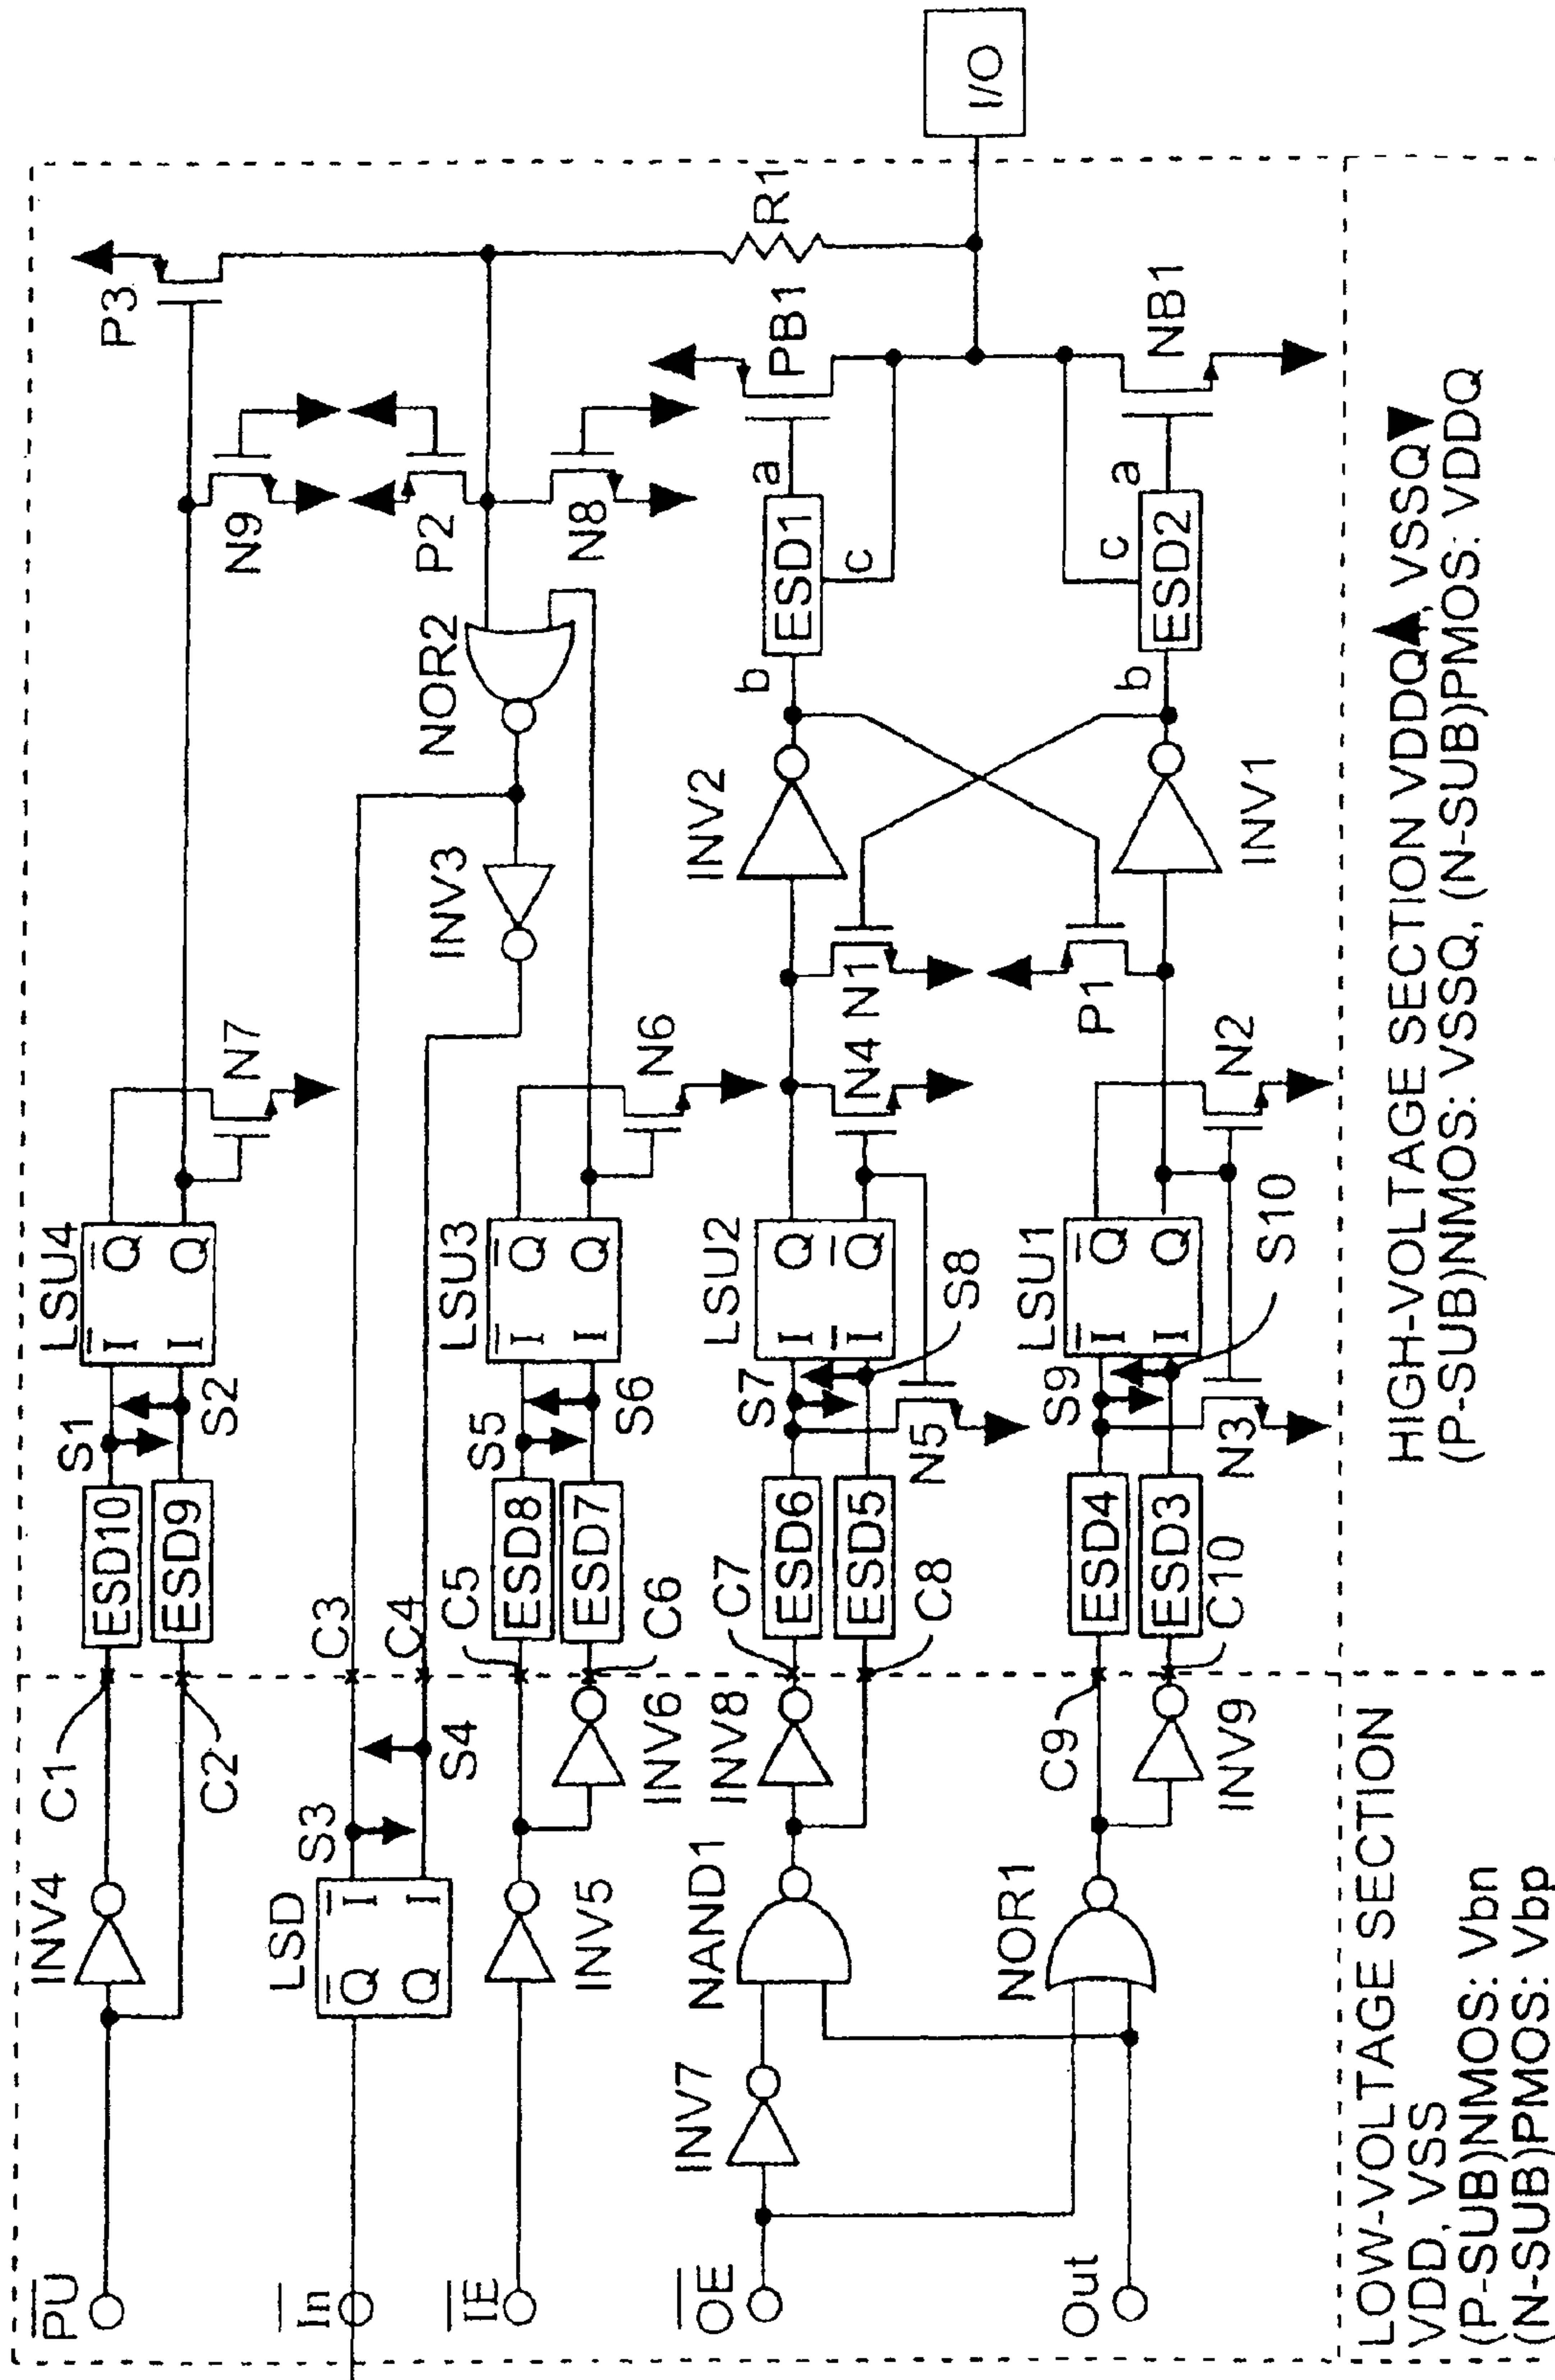 I/O
P3
R1
N9
P2
N8
PB1
NB1
a
ESD1
c
b
a
ESD2
c
b
NOR2
INV3
INV2
INV1
N1
P1
N7
N6
N4
N2
LSU4
I Q
I Q
LSU3
I Q
I Q
LSU2
I Q
I Q
LSU1
I Q
I Q
S1
S2
S5
S6
S7
S8
S9
S10
N5
N3
ESD10
ESD9
ESD8
ESD7
ESD6
ESD5
ESD4
ESD3
C1
C2
C3
C4
C5
C6
C7
C8
C9
C10
INV4
S3
S4
LSD
Q I
Q I
INV5
INV6
INV8
NAND1
INV7
NOR1
INV9
PU
In
IE
OE
Out
LOW-VOLTAGE SECTION
VDD, VSS
(P-SUB)NMOS: Vbn
(N-SUB)PMOS: Vbp
HIGH-VOLTAGE SECTION VDDQ, VSSQ
(P-SUB)NMOS: VSSQ, (N-SUB)PMOS: VDDQ